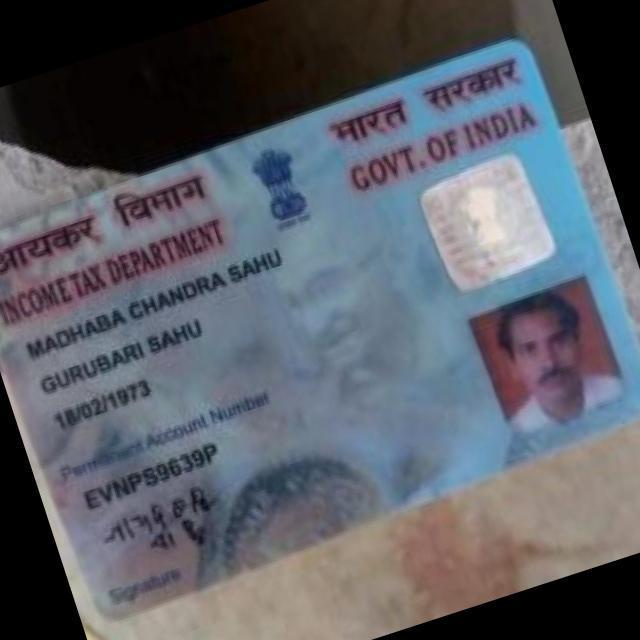 आयकर विभाग
INCOME TAX DEPARTMENT
भारत सरकार
GOVT. OF INDIA
MADHABA CHANDRA SAHU
GURUBARI SAHU
18/02/1973
Permanent Account Number
EVNPS9639P
Signature